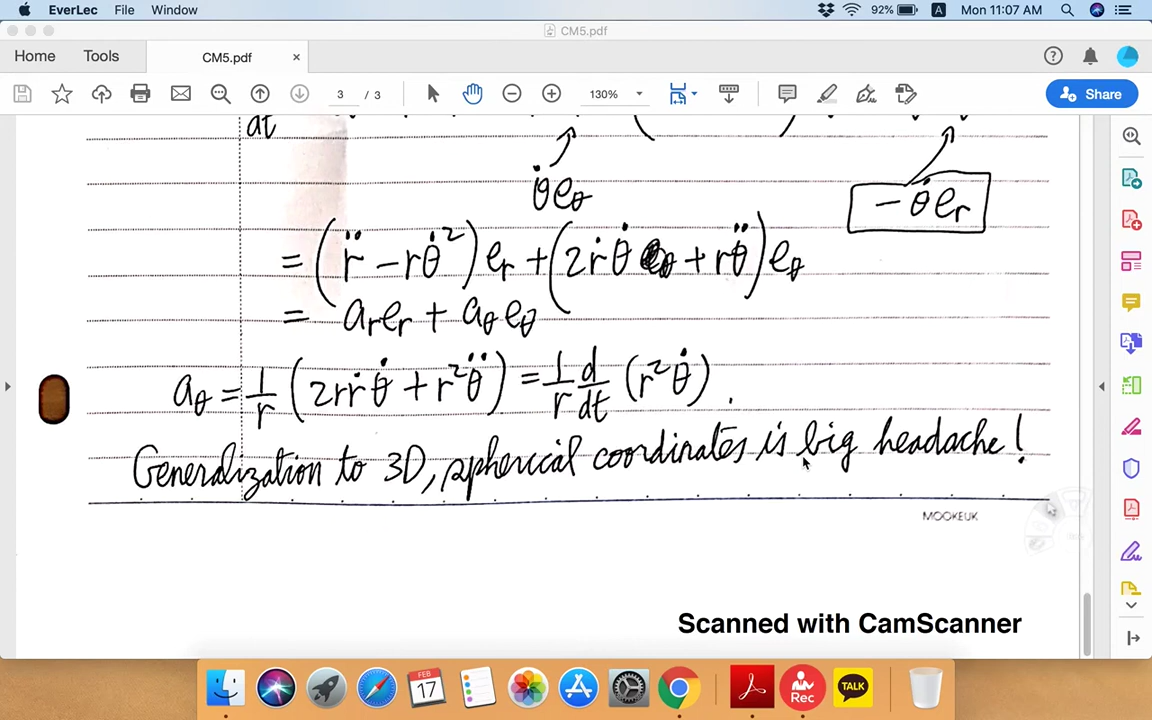 EverLec File Window 92% A Mon 11:07 AM
CM5.pdf
Home Tools CM5.pdf ×
3 / 3 130% Share
dt
θ̇e_θ
−θ̇e_r
= (r̈ − rθ̇²) e_r + (2ṙθ̇ + rθ̈) e_θ
= a_r e_r + a_θ e_θ
a_θ = 1/r (2rṙθ̇ + r²θ̈) = 1/r d/dt (r²θ̇).
Generalization to 3D, spherical coordinates is big headache!
MOOKEUK
Scanned with CamScanner
FEB
17
Rec
TALK